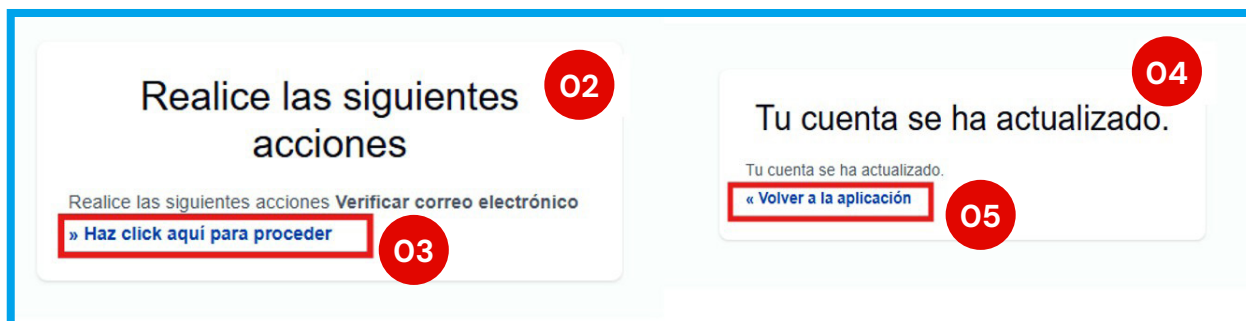 02
Realice las siguientes
acciones
Realice las siguientes acciones Verificar correo electrónico
» Haz click aquí para proceder
03
04
Tu cuenta se ha actualizado.
Tu cuenta se ha actualizado.
« Volver a la aplicación
05